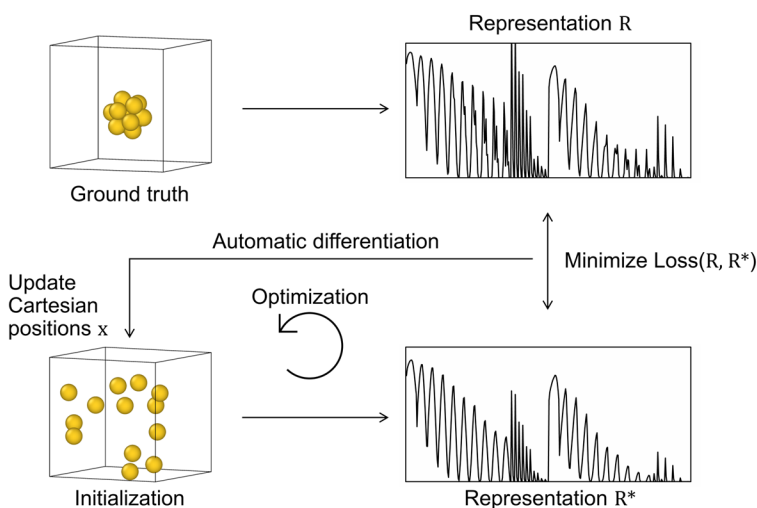 Representation R
Ground truth
Automatic differentiation
Minimize Loss(R, R*)
Update
Cartesian
positions x
Optimization
Initialization
Representation R*